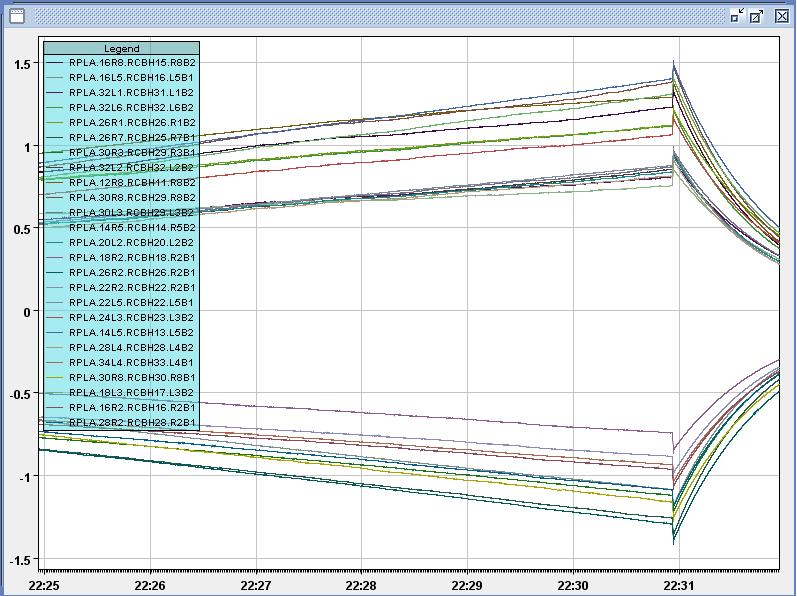 Legend
RPLA.16R8.RCBH15.R8B2
RPLA.16L5.RCBH16.L5B1
RPLA.32L1.RCBH31.L1B2
RPLA.32L6.RCBH32.L6B2
RPLA.26R1.RCBH26.R1B2
RPLA.26R7.RCBH25.R7B1
RPLA.30R3.RCBH29.R3B1
RPLA.32L2.RCBH32.L2B2
RPLA.12R8.RCBH11.R8B2
RPLA.30R8.RCBH29.R8B2
RPLA.30L3.RCBH29.L3B2
RPLA.14R5.RCBH14.R5B2
RPLA.20L2.RCBH20.L2B2
RPLA.18R2.RCBH18.R2B1
RPLA.26R2.RCBH26.R2B1
RPLA.22R2.RCBH22.R2B1
RPLA.22L5.RCBH22.L5B1
RPLA.24L3.RCBH23.L3B2
RPLA.14L5.RCBH13.L5B2
RPLA.28L4.RCBH28.L4B2
RPLA.34L4.RCBH33.L4B1
RPLA.30R8.RCBH30.R8B1
RPLA.18L3.RCBH17.L3B2
RPLA.16R2.RCBH16.R2B1
RPLA.28R2.RCBH28.R2B1
1.5
1
0.5
0
-0.5
-1
-1.5
22:25 22:26 22:27 22:28 22:29 22:30 22:31